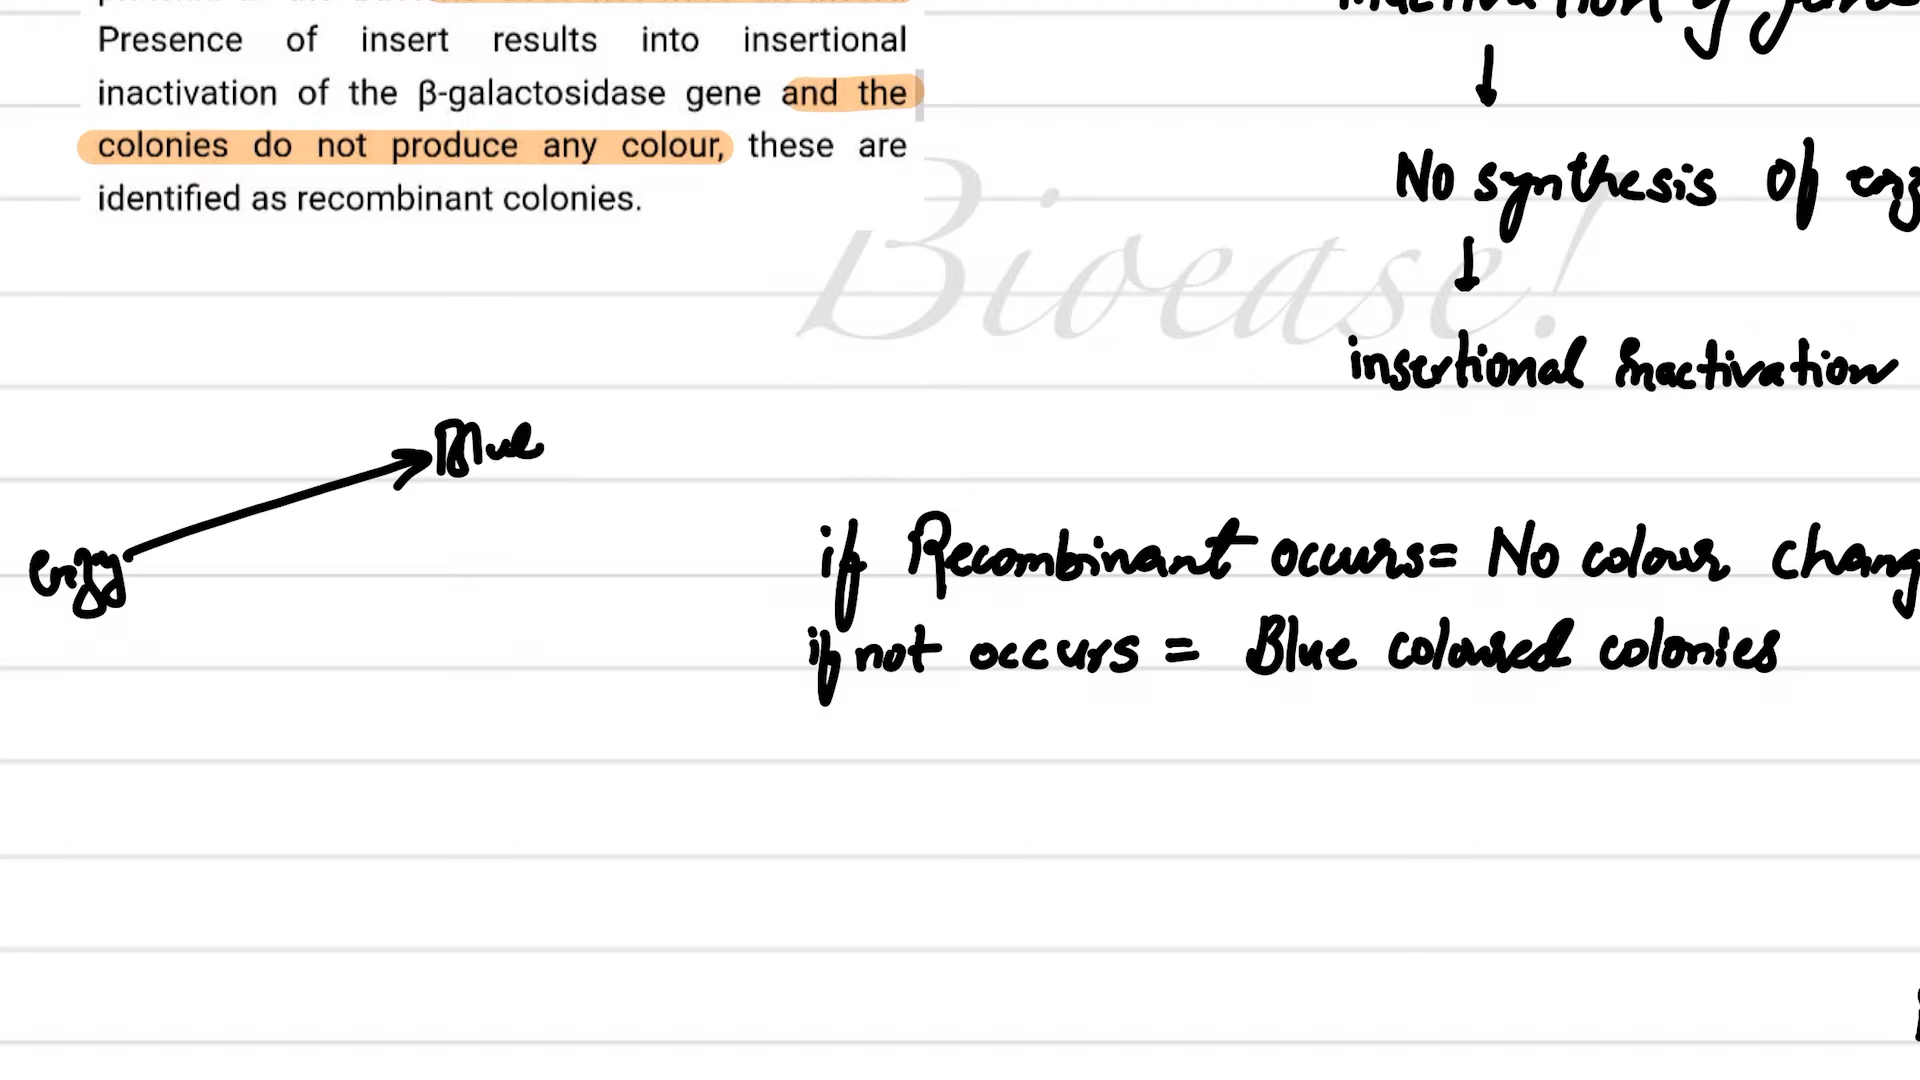 Presence of insert results into insertional
inactivation of the β-galactosidase gene and the
colonies do not produce any colour, these are
identified as recombinant colonies.
No synthesis of
Bioease!
insertional inactivation
Blue
if Recombinant occurs = No colour chang
if not occurs = Blue coloured colonies